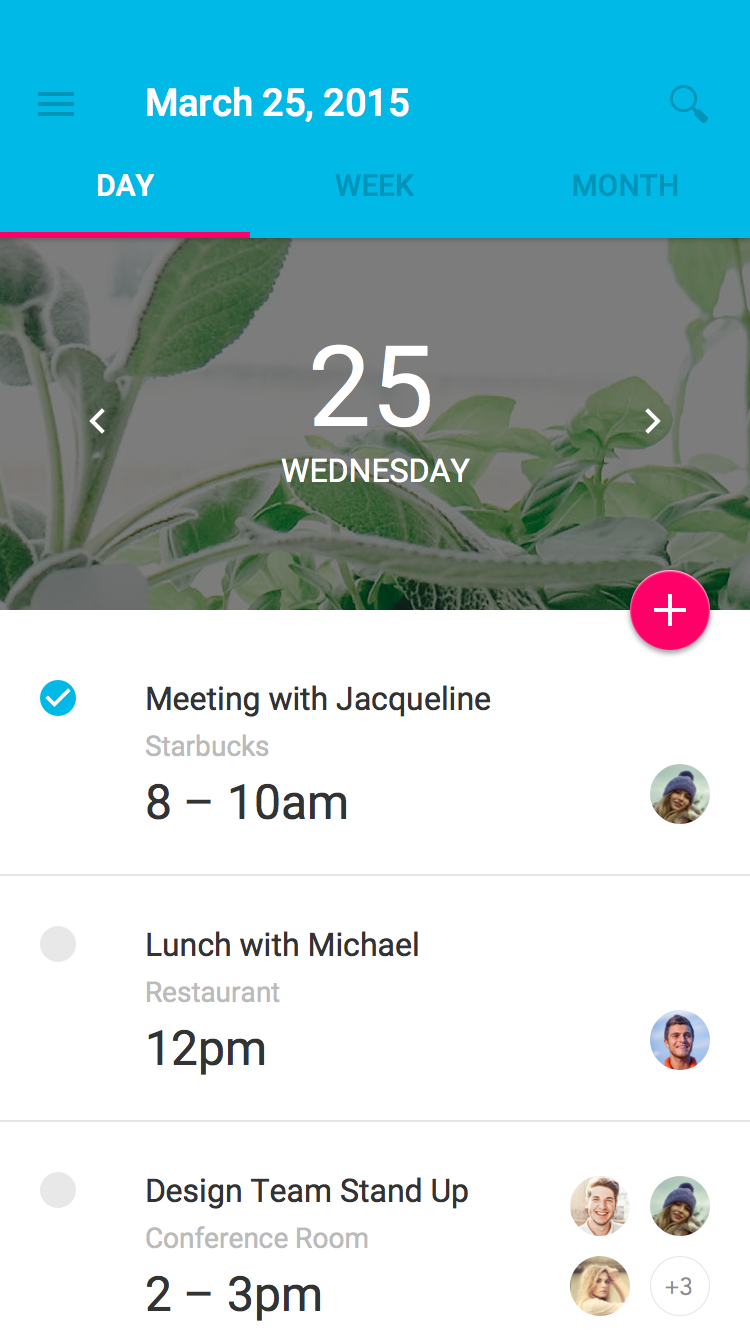 March 25, 2015
DAY WEEK MONTH
25
WEDNESDAY
Meeting with Jacqueline
Starbucks
8 – 10am
Lunch with Michael
Restaurant
12pm
Design Team Stand Up
Conference Room
2 – 3pm
+3